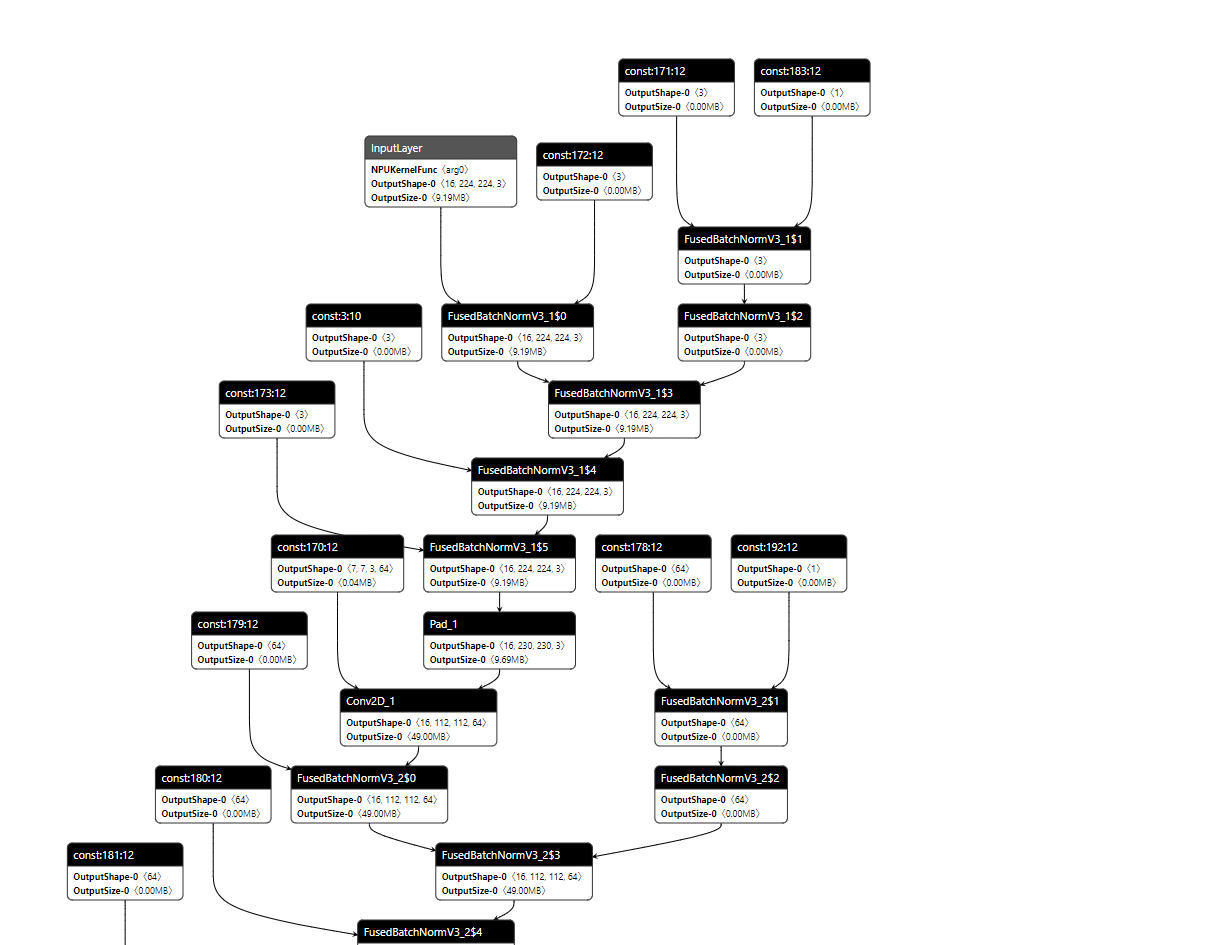 const:171:12
OutputShape-0 〈3〉
OutputSize-0 〈0.00MB〉
const:183:12
OutputShape-0 〈1〉
OutputSize-0 〈0.00MB〉
InputLayer
NPUKernelFunc 〈arg0〉
OutputShape-0 〈16, 224, 224, 3〉
OutputSize-0 〈9.19MB〉
const:172:12
OutputShape-0 〈3〉
OutputSize-0 〈0.00MB〉
FusedBatchNormV3_1$1
OutputShape-0 〈3〉
OutputSize-0 〈0.00MB〉
const:3:10
OutputShape-0 〈3〉
OutputSize-0 〈0.00MB〉
FusedBatchNormV3_1$0
OutputShape-0 〈16, 224, 224, 3〉
OutputSize-0 〈9.19MB〉
FusedBatchNormV3_1$2
OutputShape-0 〈3〉
OutputSize-0 〈0.00MB〉
const:173:12
OutputShape-0 〈3〉
OutputSize-0 〈0.00MB〉
FusedBatchNormV3_1$3
OutputShape-0 〈16, 224, 224, 3〉
OutputSize-0 〈9.19MB〉
FusedBatchNormV3_1$4
OutputShape-0 〈16, 224, 224, 3〉
OutputSize-0 〈9.19MB〉
const:170:12
OutputShape-0 〈7, 7, 3, 64〉
OutputSize-0 〈0.04MB〉
FusedBatchNormV3_1$5
OutputShape-0 〈16, 224, 224, 3〉
OutputSize-0 〈9.19MB〉
const:178:12
OutputShape-0 〈64〉
OutputSize-0 〈0.00MB〉
const:192:12
OutputShape-0 〈1〉
OutputSize-0 〈0.00MB〉
const:179:12
OutputShape-0 〈64〉
OutputSize-0 〈0.00MB〉
Pad_1
OutputShape-0 〈16, 230, 230, 3〉
OutputSize-0 〈9.69MB〉
Conv2D_1
OutputShape-0 〈16, 112, 112, 64〉
OutputSize-0 〈49.00MB〉
FusedBatchNormV3_2$1
OutputShape-0 〈64〉
OutputSize-0 〈0.00MB〉
const:180:12
OutputShape-0 〈64〉
OutputSize-0 〈0.00MB〉
FusedBatchNormV3_2$0
OutputShape-0 〈16, 112, 112, 64〉
OutputSize-0 〈49.00MB〉
FusedBatchNormV3_2$2
OutputShape-0 〈64〉
OutputSize-0 〈0.00MB〉
const:181:12
OutputShape-0 〈64〉
OutputSize-0 〈0.00MB〉
FusedBatchNormV3_2$3
OutputShape-0 〈16, 112, 112, 64〉
OutputSize-0 〈49.00MB〉
FusedBatchNormV3_2$4